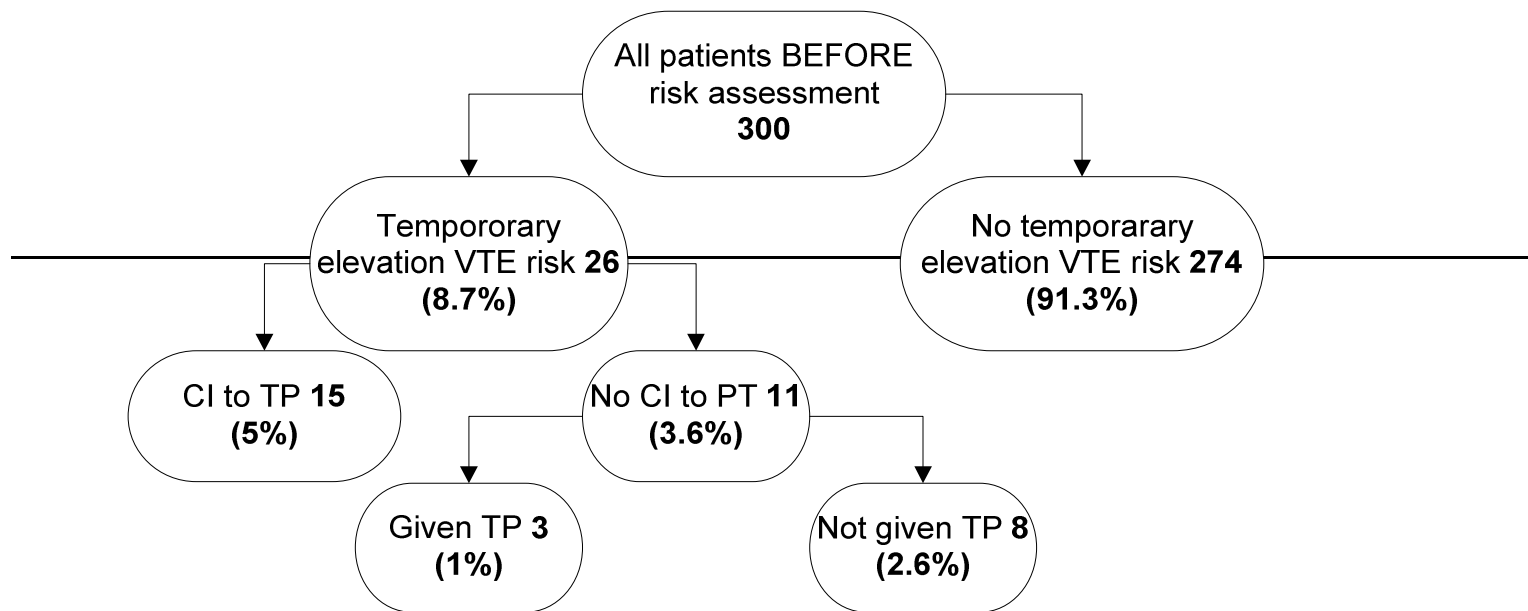 All patients BEFORE
risk assessment
300
Tempororary
elevation VTE risk 26
(8.7%)
No temporarary
elevation VTE risk 274
(91.3%)
CI to TP 15
(5%)
No CI to PT 11
(3.6%)
Given TP 3
(1%)
Not given TP 8
(2.6%)